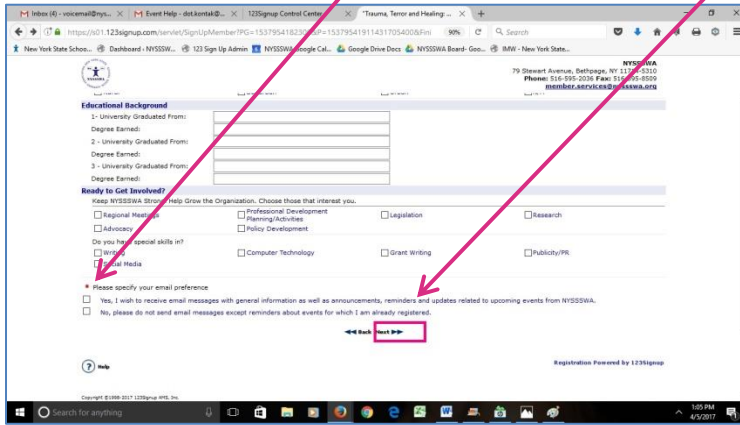 Inbox (4) - voicemail@nys...
Event Help - dot.kontak@...
123Signup Control Center
"Trauma, Terror and Healing: ...
https://s01.123signup.com/servlet/SignUpMember?PG=
90%
Search
New York State Schoo...
Dashboard ‹ NYSSSW...
123 Sign Up Admin
NYSSSWA Google Cal...
Google Drive Docs
NYSSSWA Board- Goo...
IMW - New York State...
79 Stewart Avenue, Bethpage, NY
Phone: 516-595-2036 Fax:
Educational Background
1- University Graduated From:
Degree Earned:
2 - University Graduated From:
Degree Earned:
3 - University Graduated From:
Degree Earned:
Ready to Get Involved?
Keep NYSSSWA Strong! Help Grow the Organization. Choose those that interest you.
Regional Meetings
Professional Development Planning/Activities
Legislation
Research
Advocacy
Policy Development
Do you have special skills in?
Writing
Computer Technology
Grant Writing
Publicity/PR
Social Media
* Please specify your email preference
Yes, I wish to receive email messages with general information as well as announcements, reminders and updates related to upcoming events from NYSSSWA.
No, please do not send email messages except reminders about events for which I am already registered.
◄◄ Back Next ►►
? Help
Registration Powered by 123Signup
Copyright ©1998-2017 123Signup AMS, Inc.
Search for anything
1:05 PM
4/5/2017